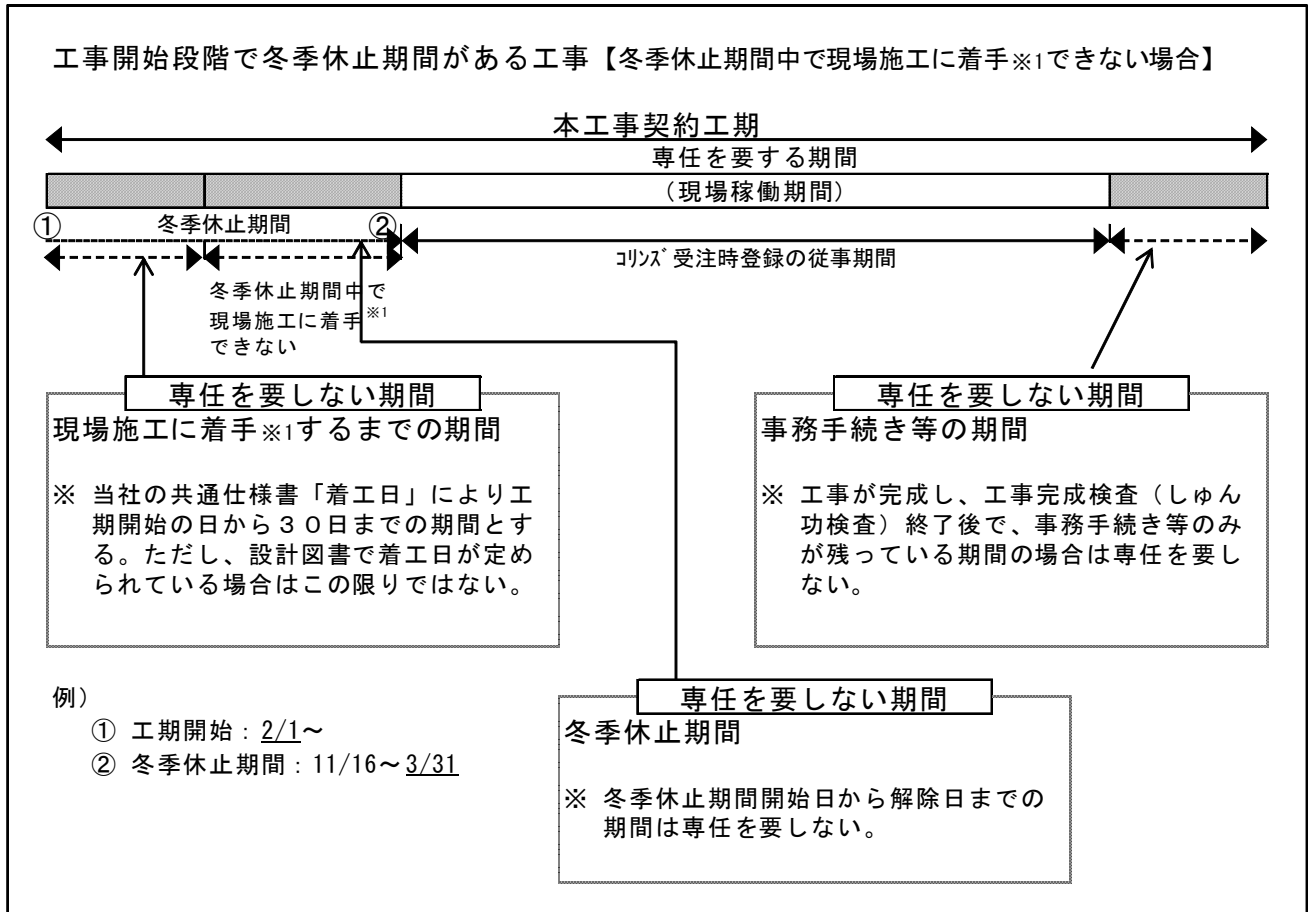 工事開始段階で冬季休止期間がある工事【冬季休止期間中で現場施工に着手※1できない場合】
本工事契約工期
専任を要する期間
(現場稼働期間)
① 冬季休止期間 ②
ｺﾘﾝｽﾞ受注時登録の従事期間
冬季休止期間中で
現場施工に着手※1
できない
専任を要しない期間
現場施工に着手※1するまでの期間
※ 当社の共通仕様書「着工日」により工
期開始の日から３０日までの期間とす
る。ただし、設計図書で着工日が定め
られている場合はこの限りではない。
専任を要しない期間
事務手続き等の期間
※ 工事が完成し、工事完成検査（しゅん
功検査）終了後で、事務手続き等のみ
が残っている期間の場合は専任を要し
ない。
例）
① 工期開始：2/1～
② 冬季休止期間：11/16～3/31
専任を要しない期間
冬季休止期間
※ 冬季休止期間開始日から解除日までの
期間は専任を要しない。